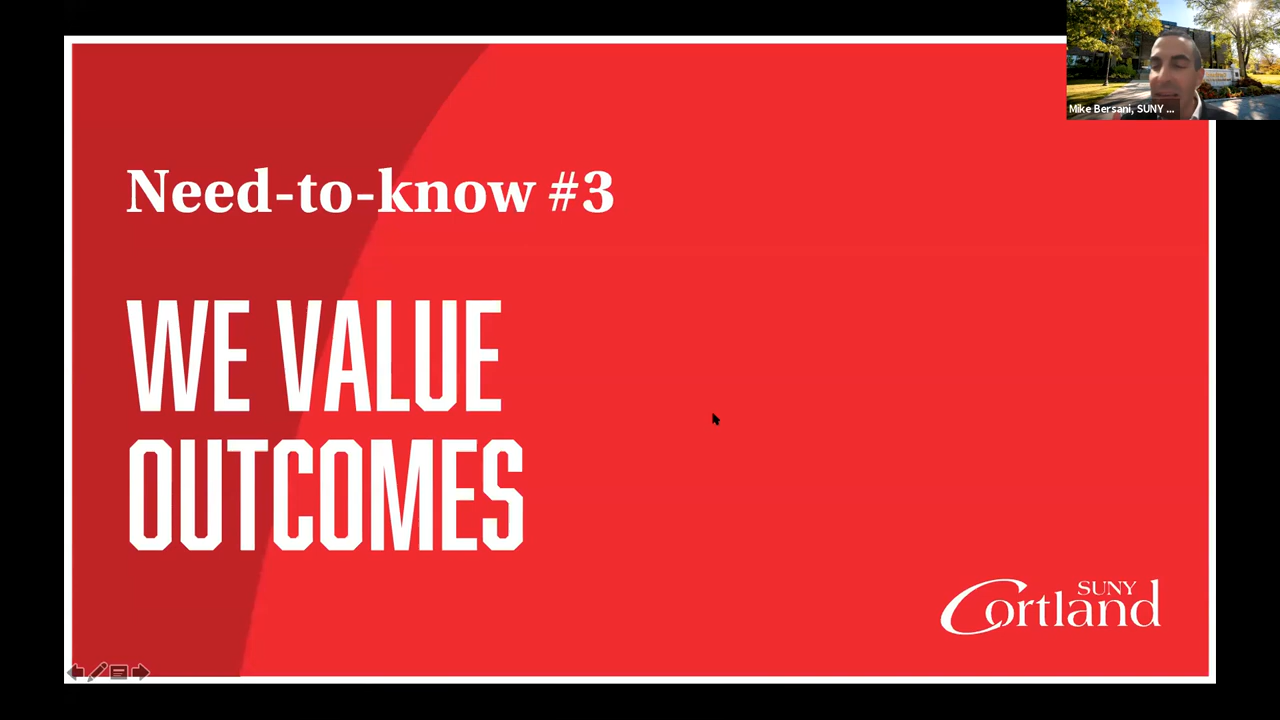 Mike Bersani, SUNY ...
Need-to-know #3
WE VALUE
OUTCOMES
SUNY
Cortland